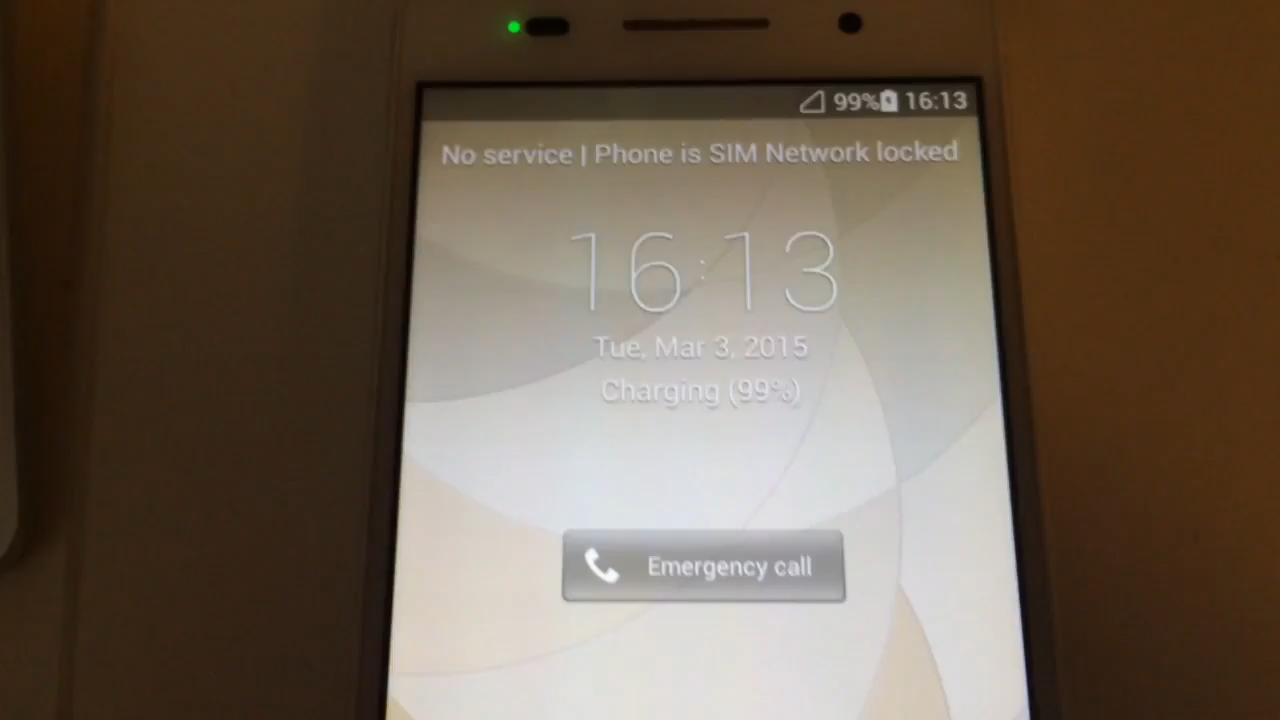 99% 16:13
No service | Phone is SIM Network locked
16:13
Tue, Mar 3, 2015
Charging (99%)
Emergency call